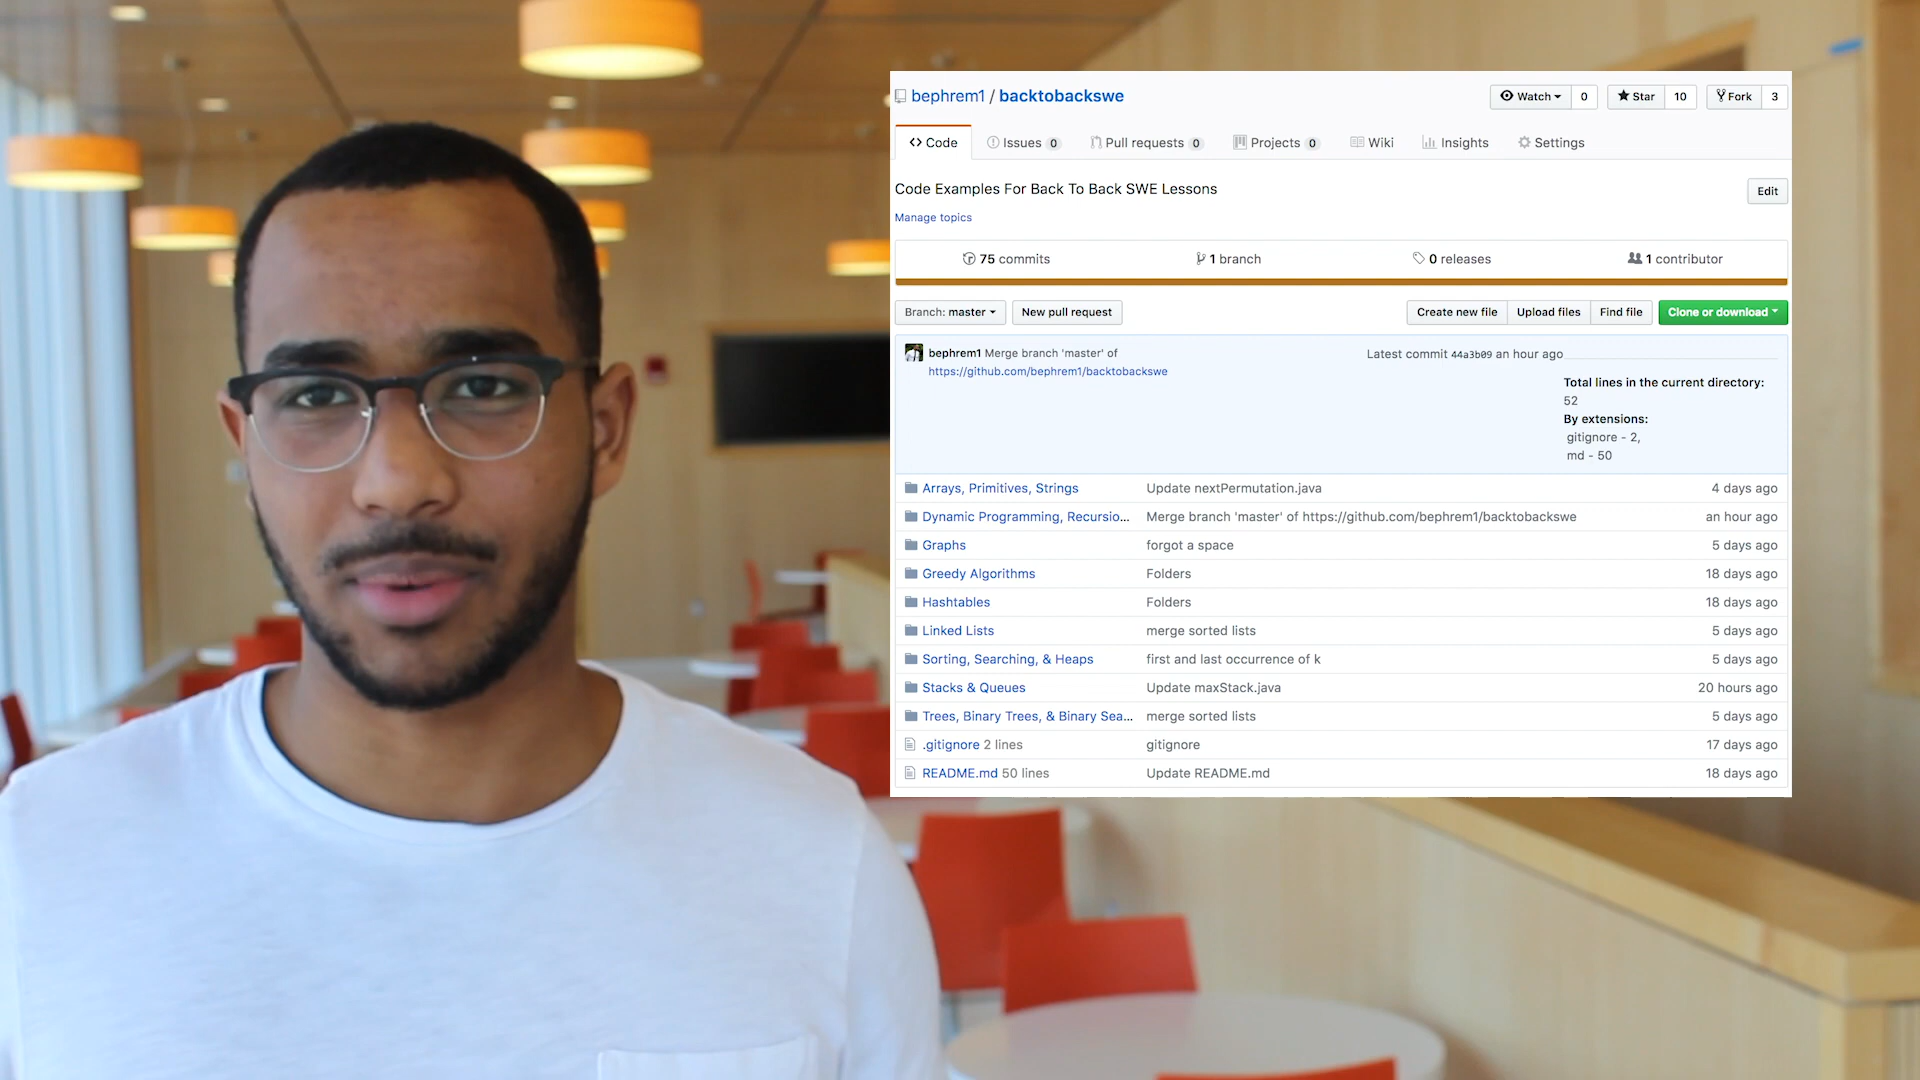 bephrem1 / backtobackswe
Watch 0 Star 10 Fork 3
Code Issues 0 Pull requests 0 Projects 0 Wiki Insights Settings
Code Examples For Back To Back SWE Lessons
Edit
Manage topics
75 commits 1 branch 0 releases 1 contributor
Branch: master New pull request Create new file Upload files Find file Clone or download
bephrem1 Merge branch 'master' of Latest commit 44a3b09 an hour ago
https://github.com/bephrem1/backtobackswe
Total lines in the current directory:
52
By extensions:
gitignore - 2,
md - 50
Arrays, Primitives, Strings Update nextPermutation.java 4 days ago
Dynamic Programming, Recursio... Merge branch 'master' of https://github.com/bephrem1/backtobackswe an hour ago
Graphs forgot a space 5 days ago
Greedy Algorithms Folders 18 days ago
Hashtables Folders 18 days ago
Linked Lists merge sorted lists 5 days ago
Sorting, Searching, & Heaps first and last occurrence of k 5 days ago
Stacks & Queues Update maxStack.java 20 hours ago
Trees, Binary Trees, & Binary Sea... merge sorted lists 5 days ago
.gitignore 2 lines gitignore 17 days ago
README.md 50 lines Update README.md 18 days ago